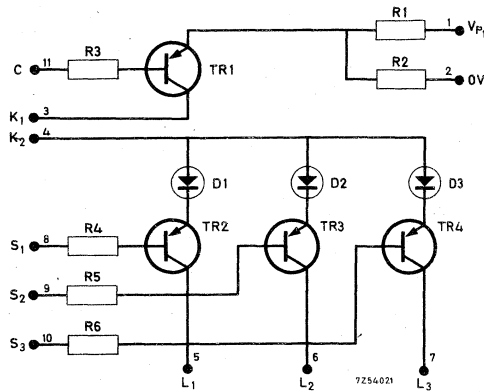 R1 1 VP1
R3 TR1 R2 2 0V
C 11
K1 3
K2 4
D1 D2 D3
TR2 TR3 TR4
S1 8 R4
S2 9 R5
S3 10 R6
5 6 7
L1 L2 7Z54021 L3